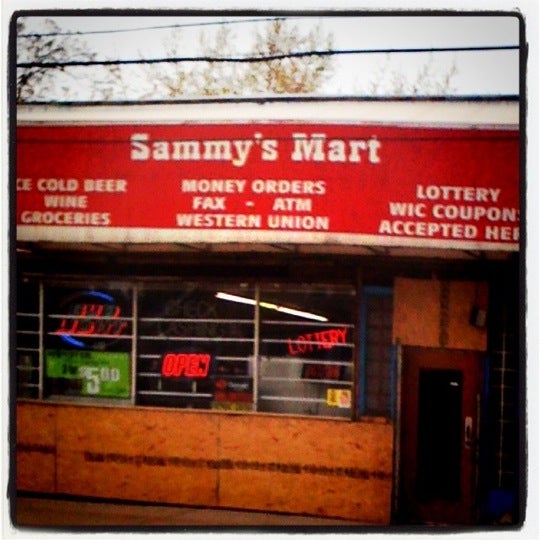 Sammy's Mart
CE COLD BEER
WINE
GROCERIES
MONEY ORDERS
FAX - ATM
WESTERN UNION
LOTTERY
WIC COUPON
ACCEPTED HE
OPEN
LOTTERY
$5.00